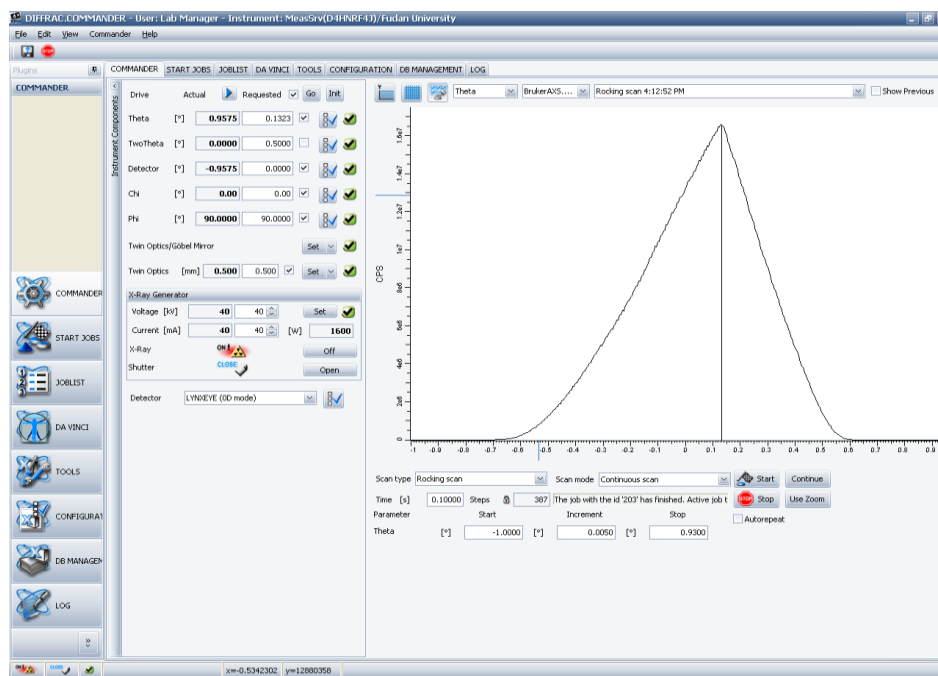 DIFFRAC.COMMANDER - User: Lab Manager - Instrument: MeasSrv(D4HNRF4J)/Fudan University
File Edit View Commander Help
STOP
Plugins
COMMANDER START JOBS JOBLIST DA VINCI TOOLS CONFIGURATION DB MANAGEMENT LOG
COMMANDER
COMMANDER
START JOBS
JOBLIST
DA VINCI
TOOLS
CONFIGURAT
DB MANAGEM
LOG
Instrument Components
Drive Actual Requested Go Init
Theta [°] 0.9575 0.1323
TwoTheta [°] 0.0000 0.5000
Detector [°] -0.9575 0.0000
Chi [°] 0.00 0.00
Phi [°] 90.0000 90.0000
Twin Optics/Göbel Mirror Set
Twin Optics [mm] 0.500 0.500 Set
X-Ray Generator
Voltage [kV] 40 40 Set
Current [mA] 40 40 [W] 1600
X-Ray ON! Off
Shutter CLOSE Open
Detector LYNXEYE (0D mode)
Theta BrukerAXS.... Rocking scan 4:12:52 PM Show Previous
CPS
1.6e7
1.4e7
1.2e7
1e7
8e6
6e6
4e6
2e6
0
-1 -0.9 -0.8 -0.7 -0.6 -0.5 -0.4 -0.3 -0.2 -0.1 0 0.1 0.2 0.3 0.4 0.5 0.6 0.7 0.8 0.9
Scan type Rocking scan Scan mode Continuous scan Start Continue
Time [s] 0.10000 Steps 387 The job with the id '203' has finished. Active job t STOP Stop Use Zoom
Parameter Start Increment Stop Autorepeat
Theta [°] -1.0000 [°] 0.0050 [°] 0.9300
ON! CLOSE x=-0.5342302 y=12880358